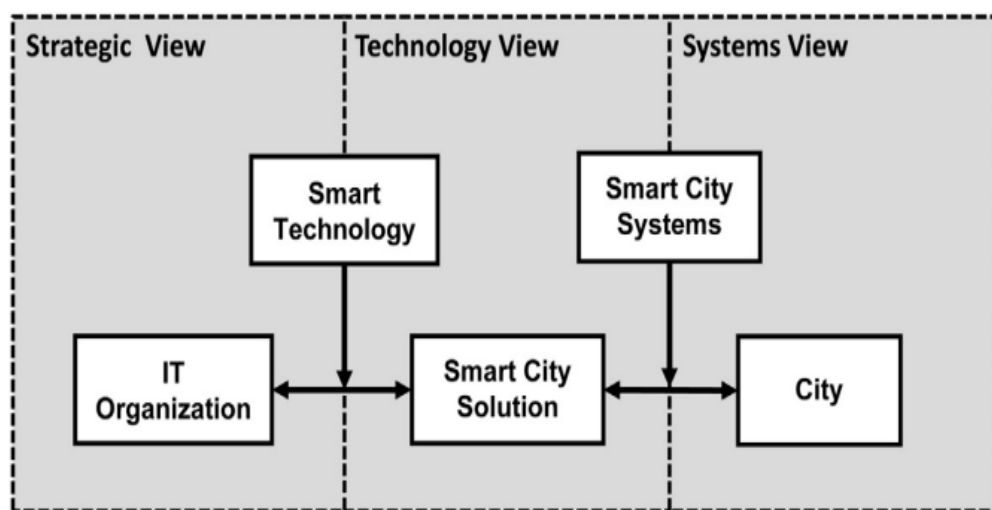 Strategic View
Technology View
Systems View
Smart
Technology
Smart City
Systems
IT
Organization
Smart City
Solution
City